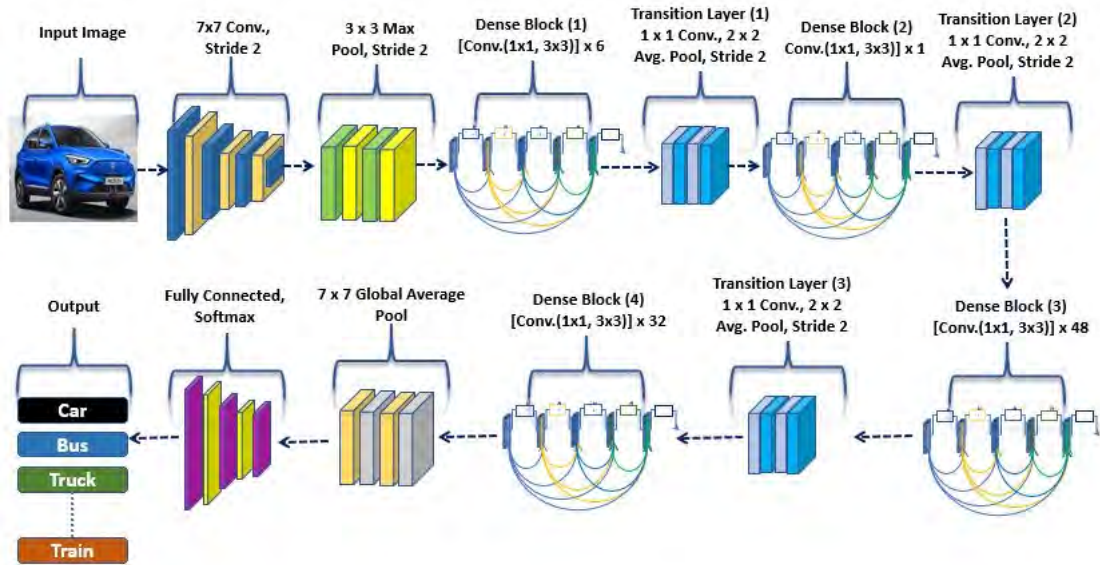 Input Image
7x7 Conv.,
Stride 2
3 x 3 Max
Pool, Stride 2
Dense Block (1)
[Conv.(1x1, 3x3)] x 6
Transition Layer (1)
1 x 1 Conv., 2 x 2
Avg. Pool, Stride 2
Dense Block (2)
Conv.(1x1, 3x3)] x 1
Transition Layer (2)
1 x 1 Conv., 2 x 2
Avg. Pool, Stride 2
Output
Fully Connected,
Softmax
7 x 7 Global Average
Pool
Dense Block (4)
[Conv.(1x1, 3x3)] x 32
Transition Layer (3)
1 x 1 Conv., 2 x 2
Avg. Pool, Stride 2
Dense Block (3)
[Conv.(1x1, 3x3)] x 48
Car
Bus
Truck
Train